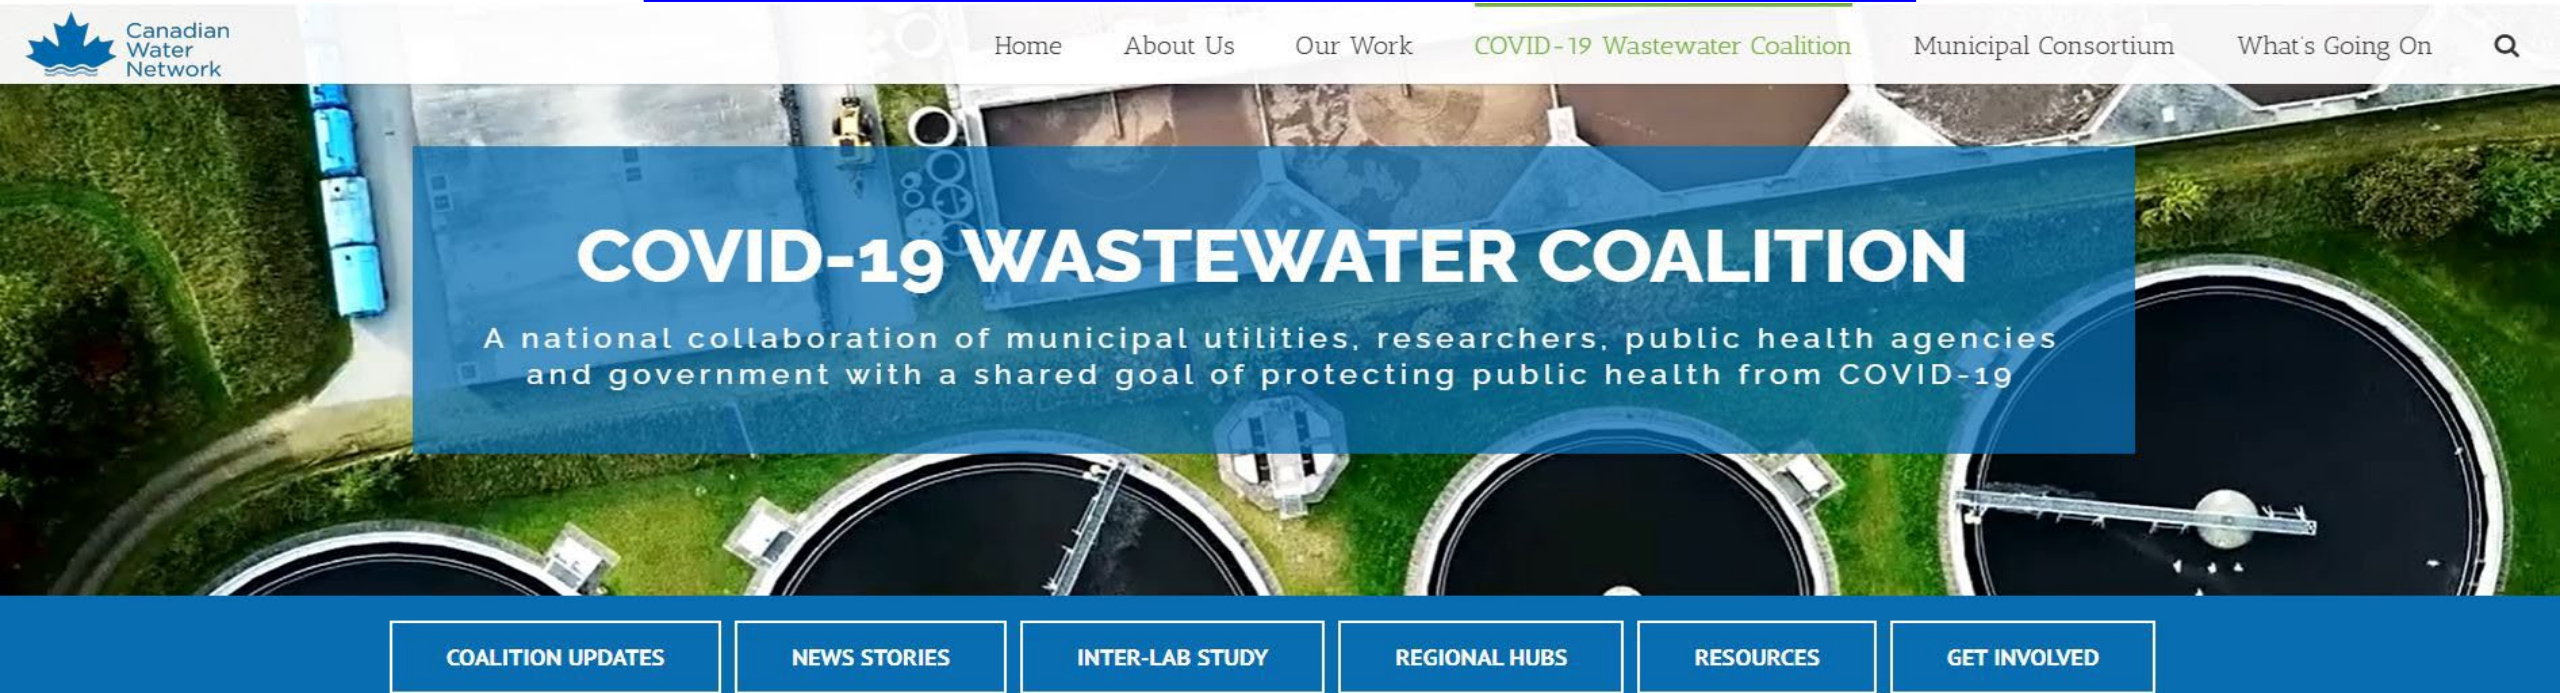 Canadian
Water
Network
Home About Us Our Work COVID-19 Wastewater Coalition Municipal Consortium What's Going On
COVID-19 WASTEWATER COALITION
A national collaboration of municipal utilities, researchers, public health agencies
and government with a shared goal of protecting public health from COVID-19
COALITION UPDATES NEWS STORIES INTER-LAB STUDY REGIONAL HUBS RESOURCES GET INVOLVED